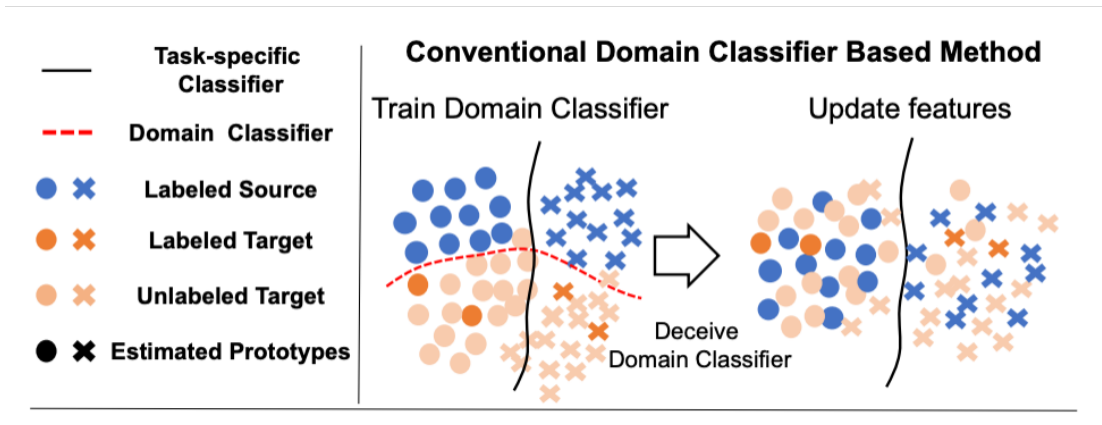 Task-specific
Classifier
Domain Classifier
Labeled Source
Labeled Target
Unlabeled Target
Estimated Prototypes
Conventional Domain Classifier Based Method
Train Domain Classifier
Update features
Deceive
Domain Classifier